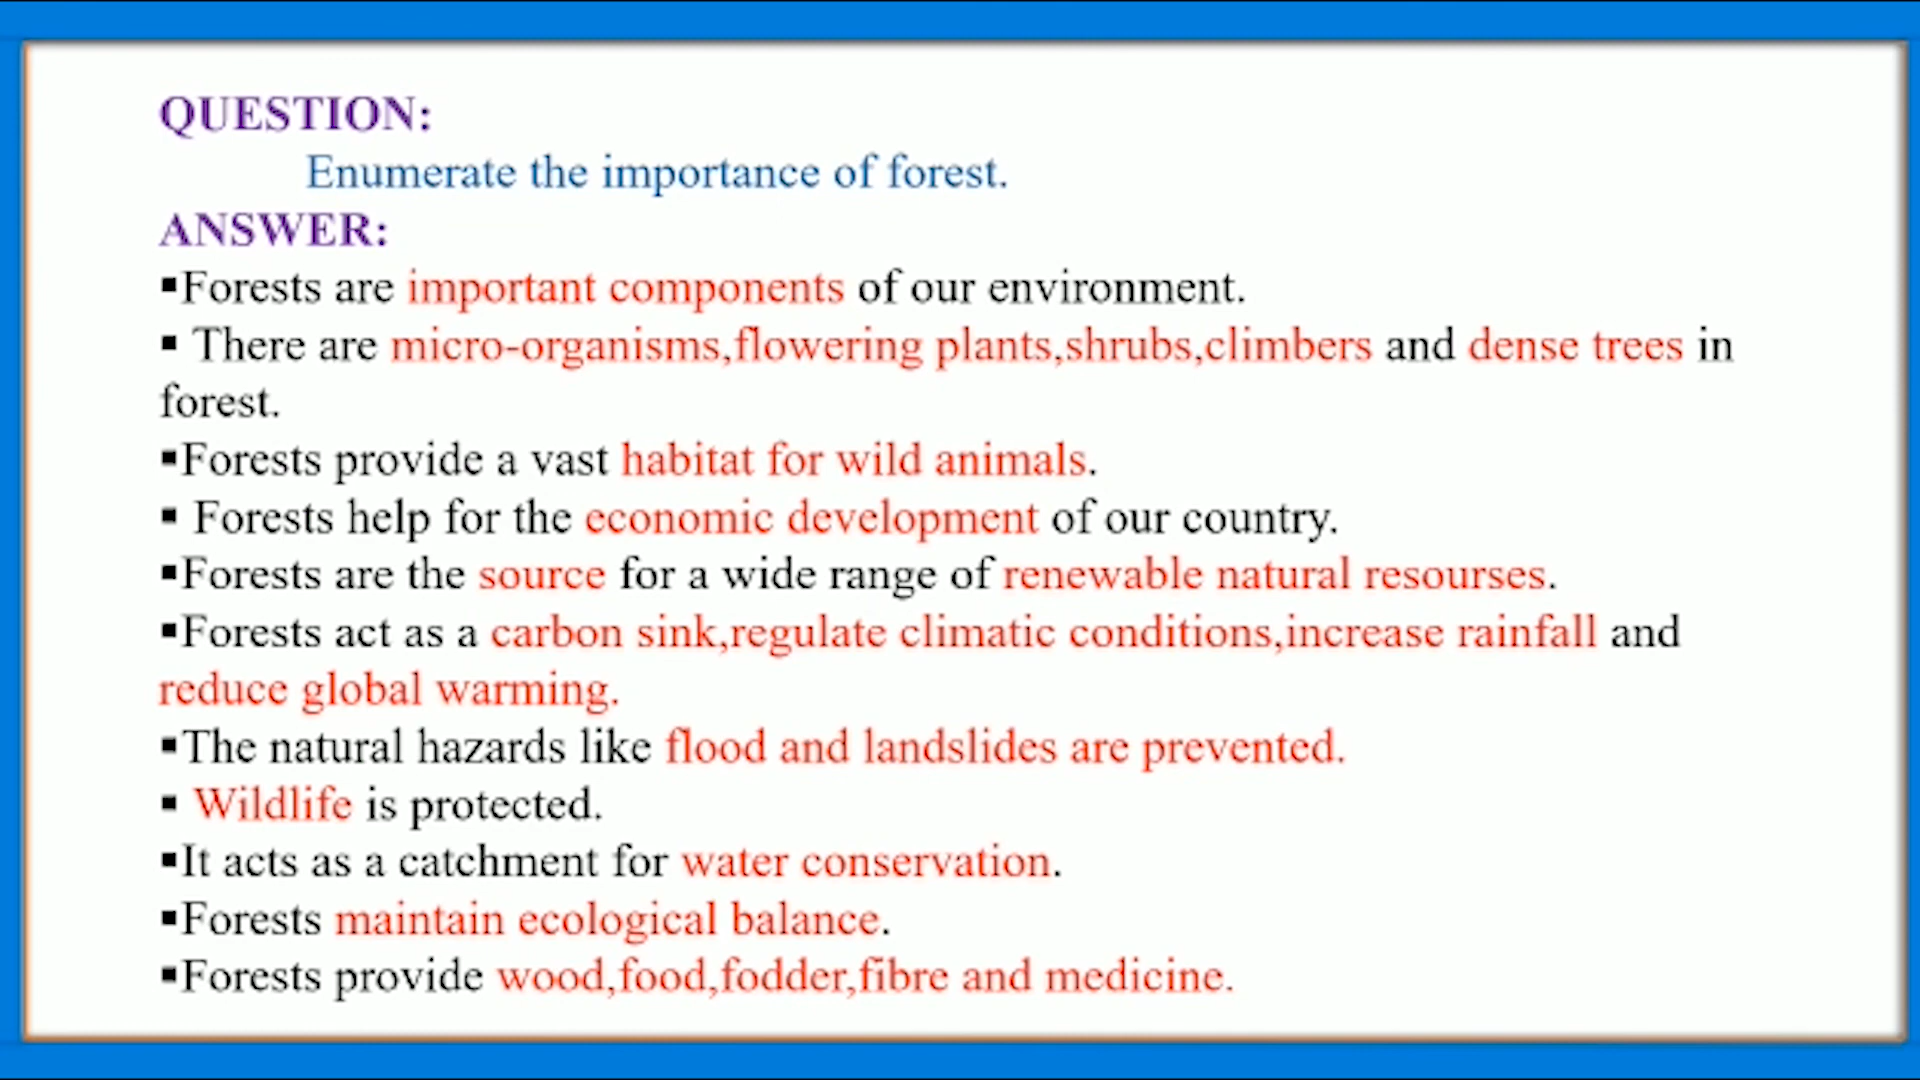 QUESTION:
Enumerate the importance of forest.
ANSWER:
▪Forests are important components of our environment.
▪ There are micro-organisms,flowering plants,shrubs,climbers and dense trees in
forest.
▪Forests provide a vast habitat for wild animals.
▪ Forests help for the economic development of our country.
▪Forests are the source for a wide range of renewable natural resourses.
▪Forests act as a carbon sink,regulate climatic conditions,increase rainfall and
reduce global warming.
▪The natural hazards like flood and landslides are prevented.
▪ Wildlife is protected.
▪It acts as a catchment for water conservation.
▪Forests maintain ecological balance.
▪Forests provide wood,food,fodder,fibre and medicine.